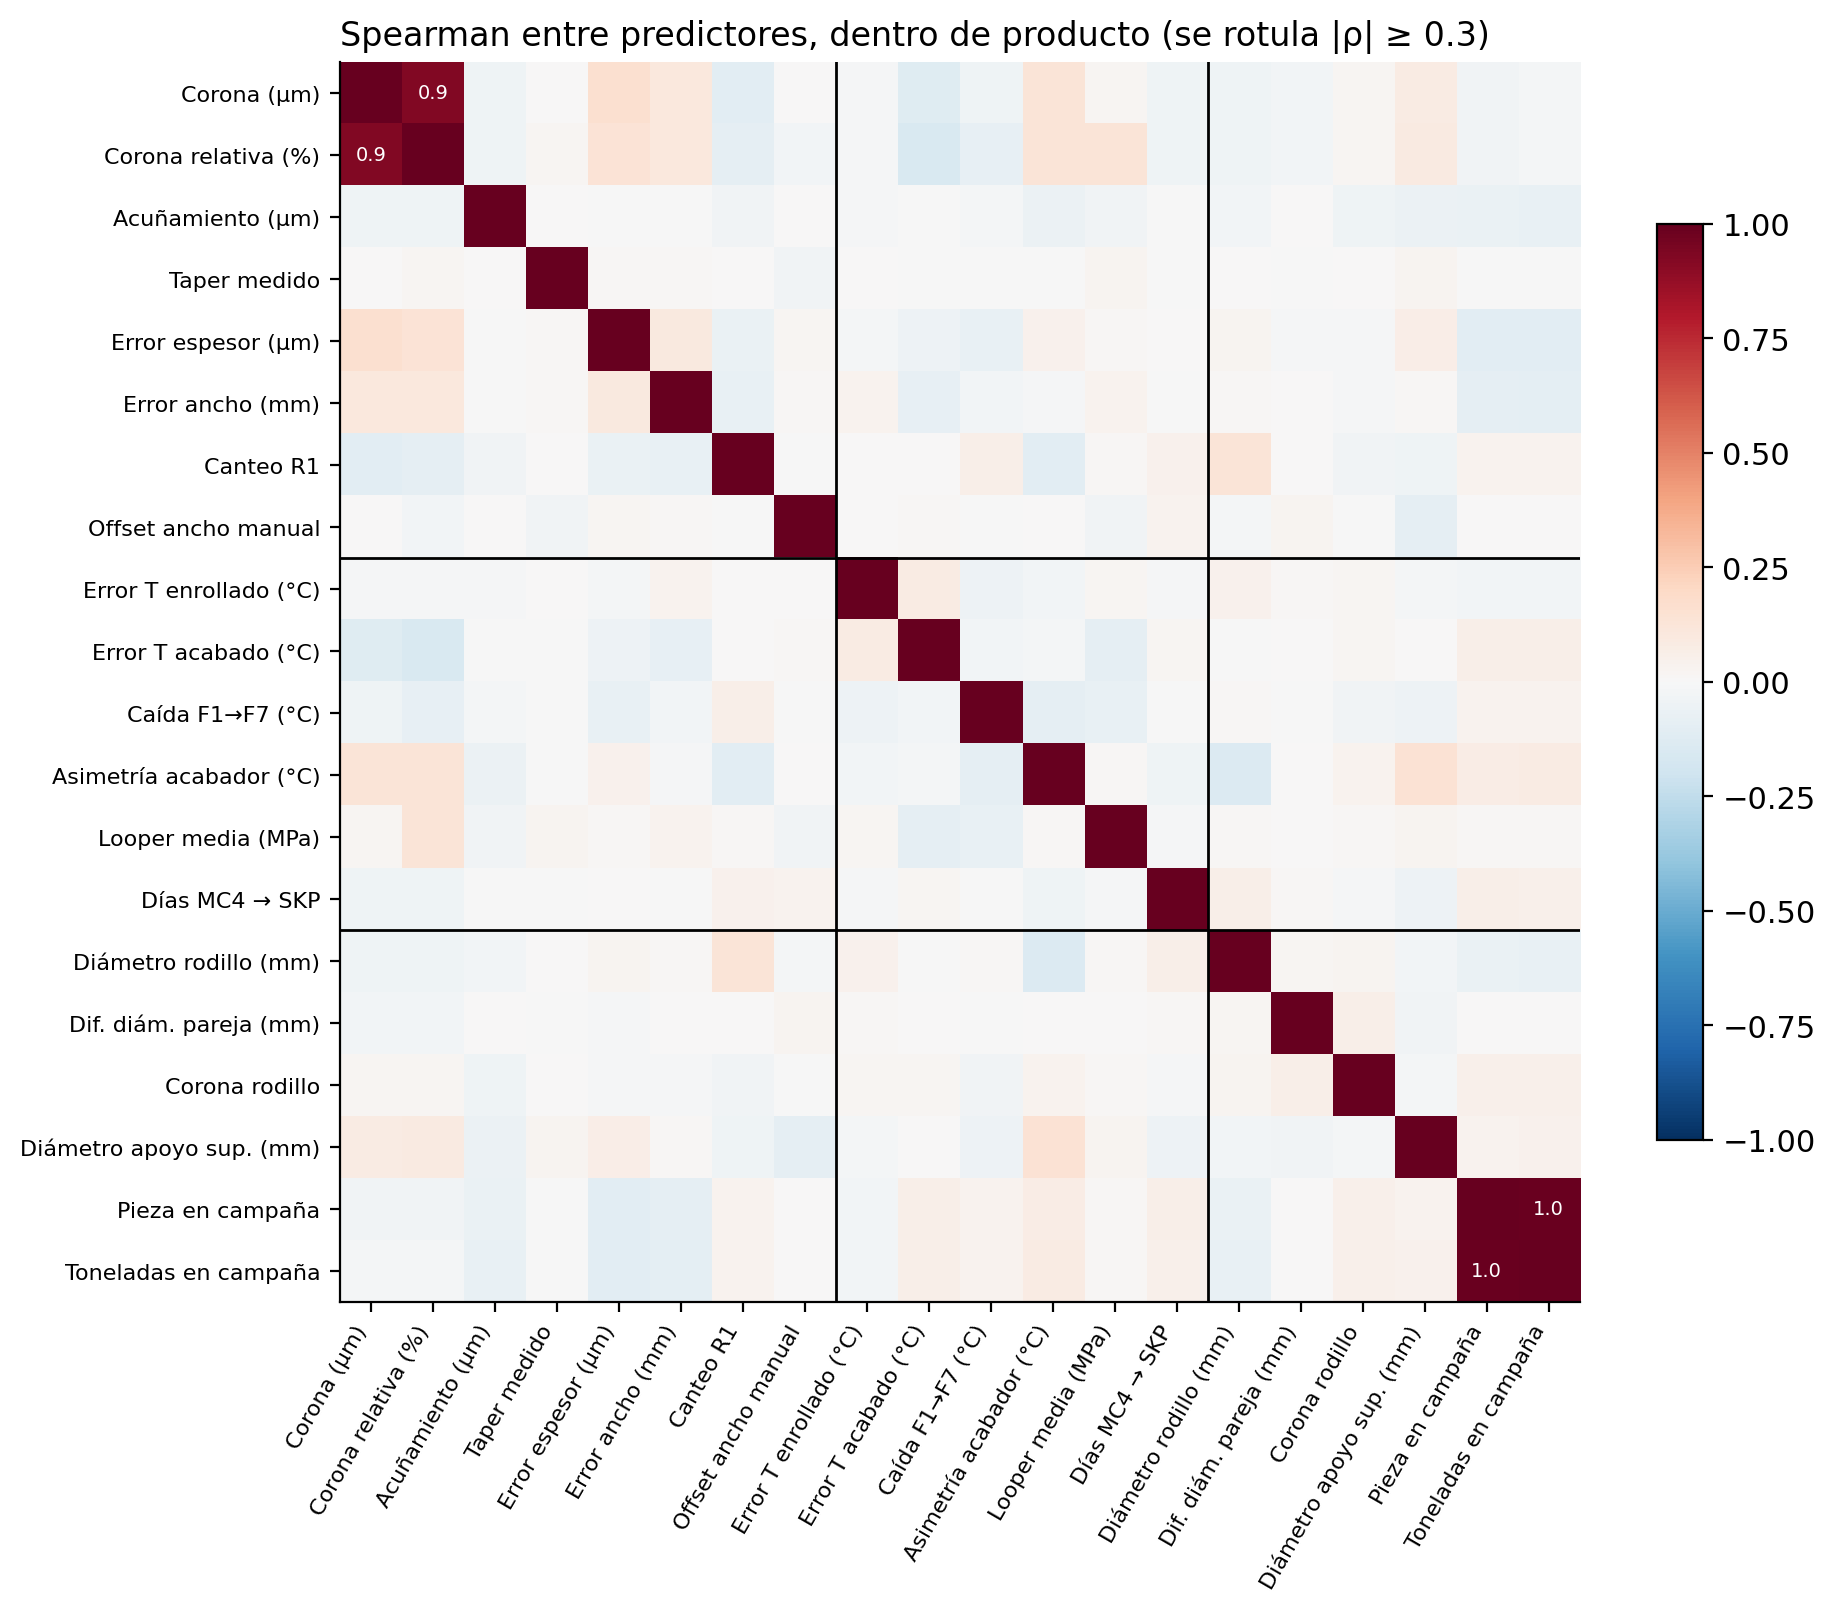 Spearman entre predictores, dentro de producto (se rotula |ρ| ≥ 0.3)
Corona (µm)
0.9
Corona relativa (%)
0.9
Acuñamiento (µm)
Taper medido
Error espesor (µm)
Error ancho (mm)
Canteo R1
Offset ancho manual
Error T enrollado (°C)
Error T acabado (°C)
Caída F1→F7 (°C)
Asimetría acabador (°C)
Looper media (MPa)
Días MC4 → SKP
Diámetro rodillo (mm)
Dif. diám. pareja (mm)
Corona rodillo
Diámetro apoyo sup. (mm)
Pieza en campaña
1.0
Toneladas en campaña
1.0
Corona (µm)
Corona relativa (%)
Acuñamiento (µm)
Taper medido
Error espesor (µm)
Error ancho (mm)
Canteo R1
Offset ancho manual
Error T enrollado (°C)
Error T acabado (°C)
Caída F1→F7 (°C)
Asimetría acabador (°C)
Looper media (MPa)
Días MC4 → SKP
Diámetro rodillo (mm)
Dif. diám. pareja (mm)
Corona rodillo
Diámetro apoyo sup. (mm)
Pieza en campaña
Toneladas en campaña
1.00
0.75
0.50
0.25
0.00
−0.25
−0.50
−0.75
−1.00